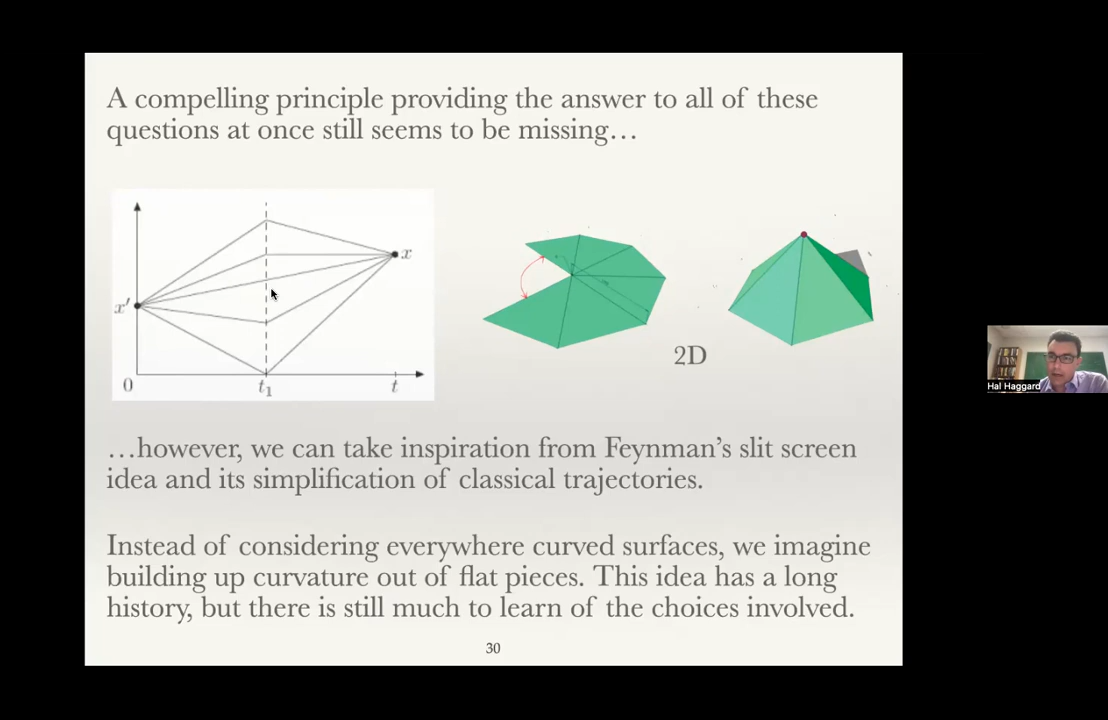 A compelling principle providing the answer to all of these
questions at once still seems to be missing…
x
x′
0
t₁
t
2D
Hal Haggard
…however, we can take inspiration from Feynman’s slit screen
idea and its simplification of classical trajectories.
Instead of considering everywhere curved surfaces, we imagine
building up curvature out of flat pieces. This idea has a long
history, but there is still much to learn of the choices involved.
30